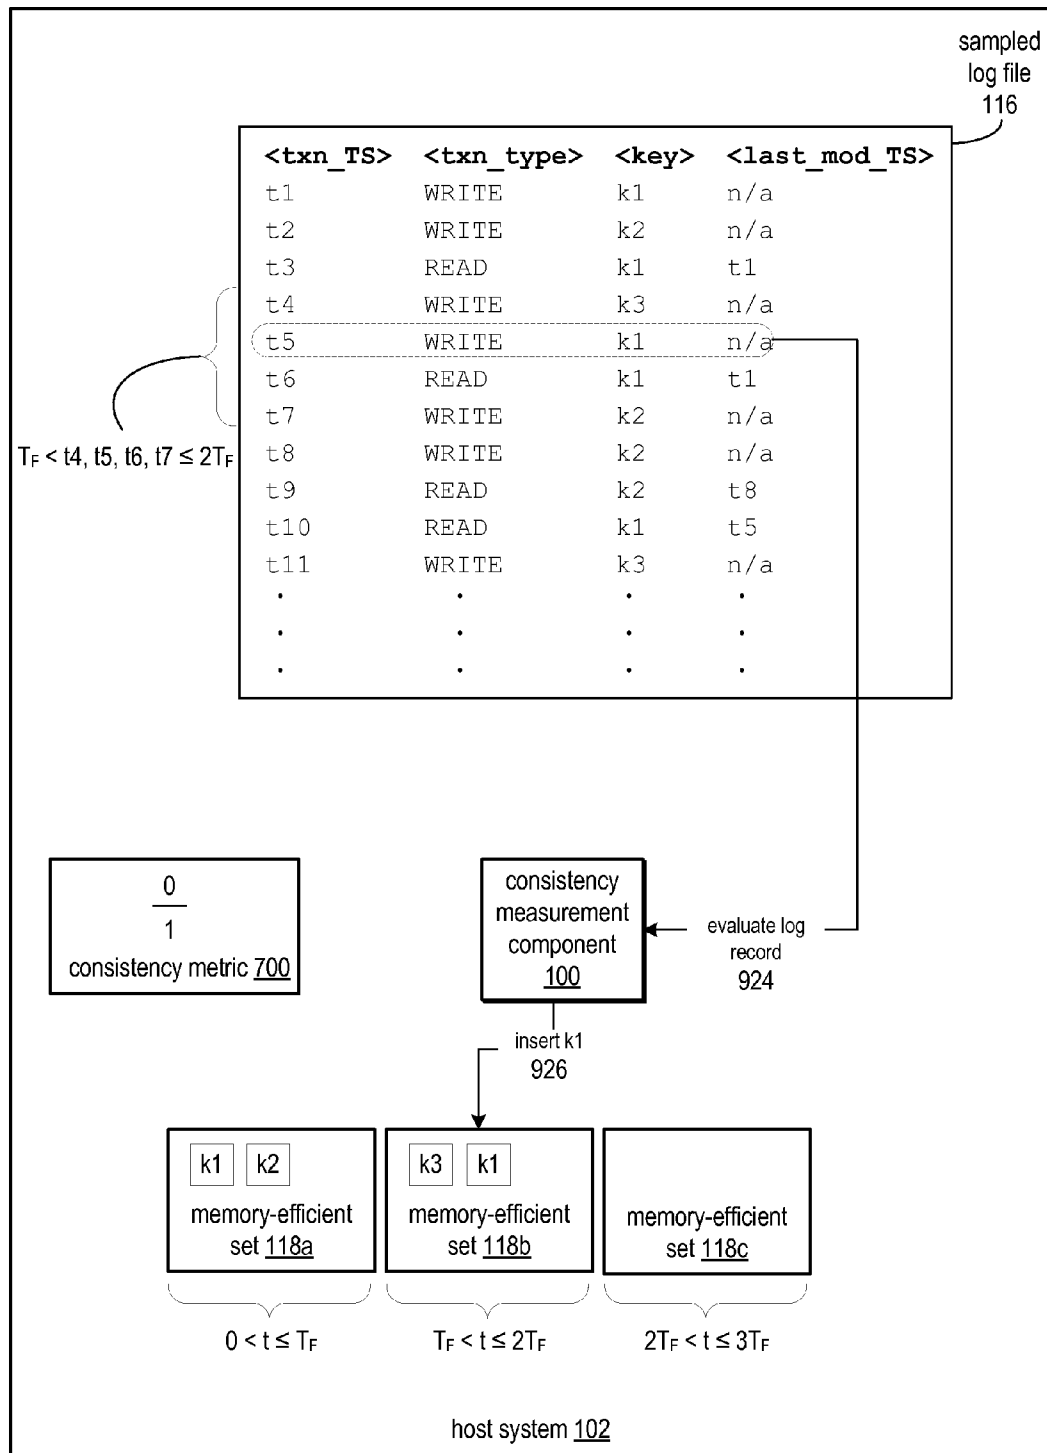 sampled
log file
116
<txn_TS> <txn_type> <key> <last_mod_TS>
t1 WRITE k1 n/a
t2 WRITE k2 n/a
t3 READ k1 t1
t4 WRITE k3 n/a
t5 WRITE k1 n/a
t6 READ k1 t1
t7 WRITE k2 n/a
t8 WRITE k2 n/a
t9 READ k2 t8
t10 READ k1 t5
t11 WRITE k3 n/a
. . . .
. . . .
. . . .
TF < t4, t5, t6, t7 ≤ 2TF
0
1
consistency metric 700
consistency
measurement
component
100
evaluate log
record
924
insert k1
926
k1 k2
memory-efficient
set 118a
k3 k1
memory-efficient
set 118b
memory-efficient
set 118c
0 < t ≤ TF
TF < t ≤ 2TF
2TF < t ≤ 3TF
host system 102